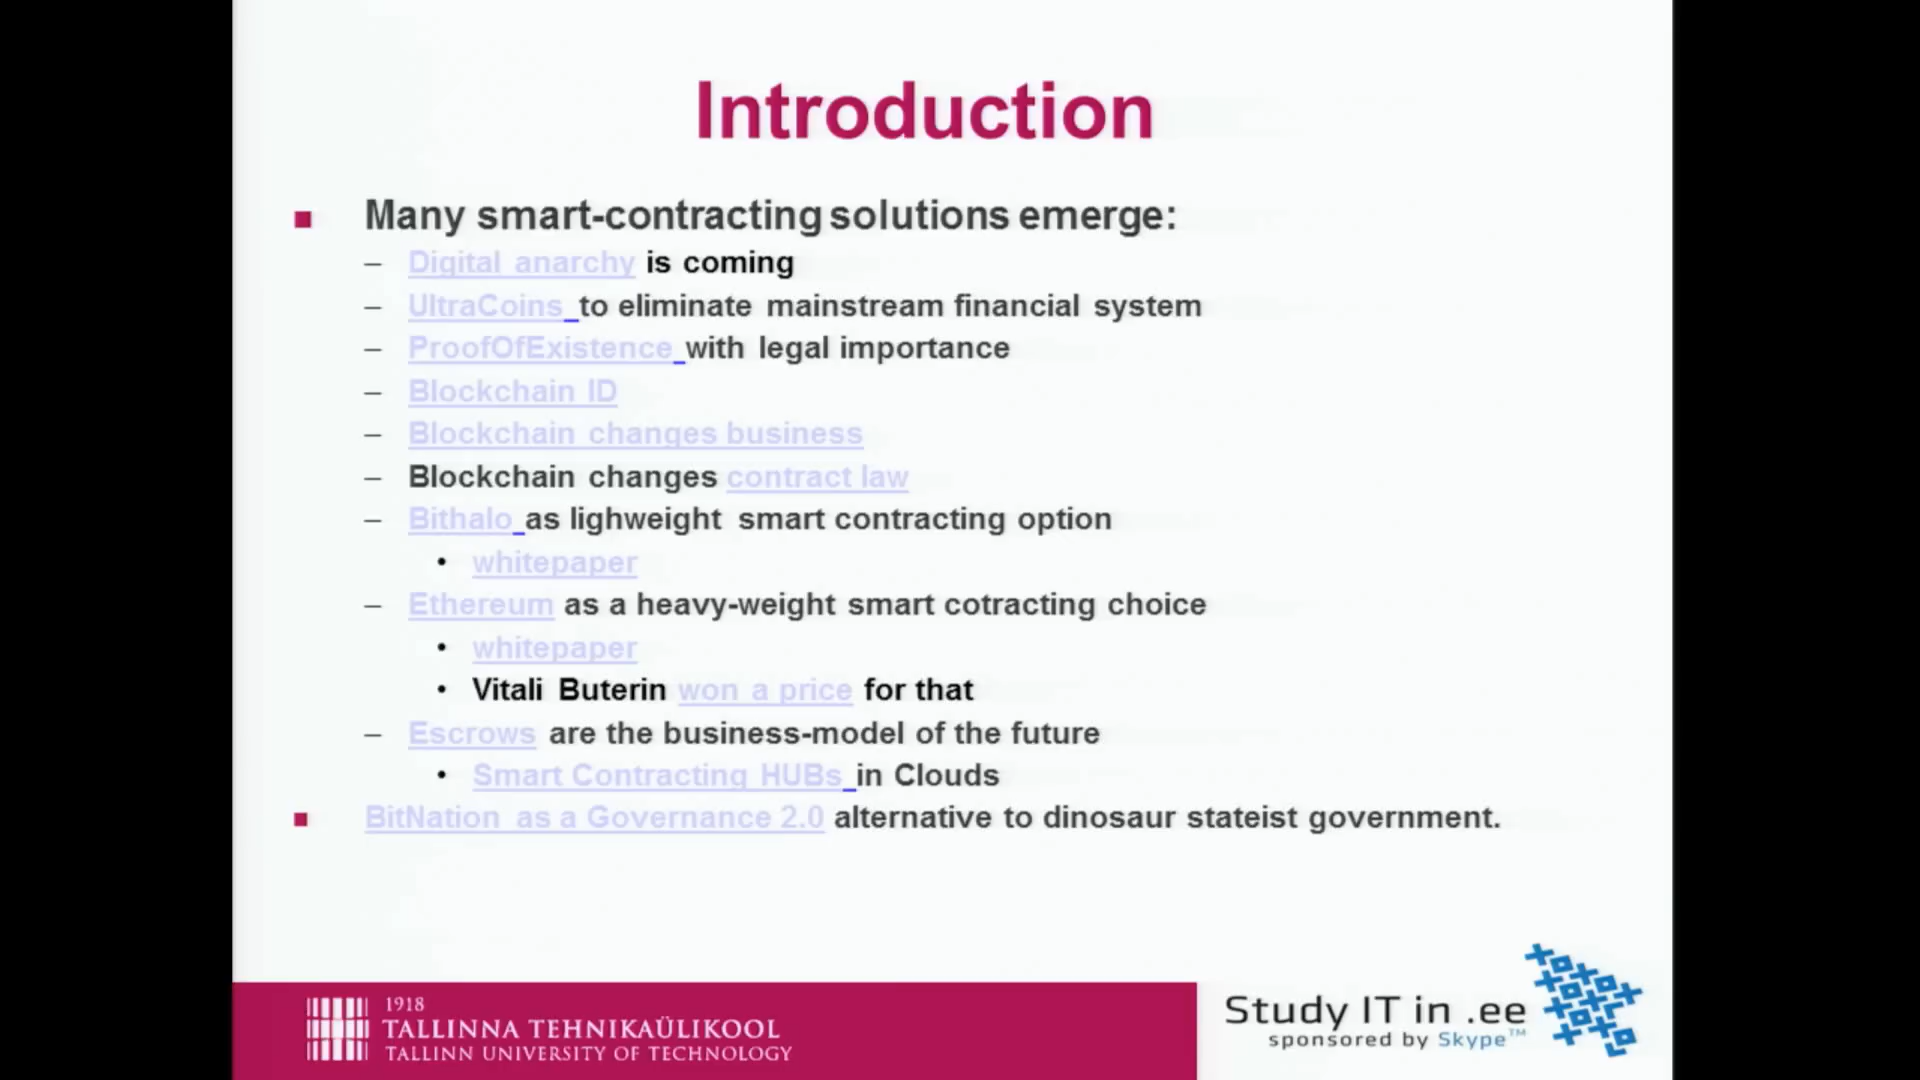 Introduction
Many smart-contracting solutions emerge:
– Digital anarchy is coming
– UltraCoins to eliminate mainstream financial system
– ProofOfExistence with legal importance
– Blockchain ID
– Blockchain changes business
– Blockchain changes contract law
– Bithalo as lighweight smart contracting option
• whitepaper
– Ethereum as a heavy-weight smart cotracting choice
• whitepaper
• Vitali Buterin won a price for that
– Escrows are the business-model of the future
• Smart Contracting HUBs in Clouds
BitNation as a Governance 2.0 alternative to dinosaur stateist government.
1918
TALLINNA TEHNIKAÜLIKOOL
TALLINN UNIVERSITY OF TECHNOLOGY
Study IT in .ee
sponsored by Skype™